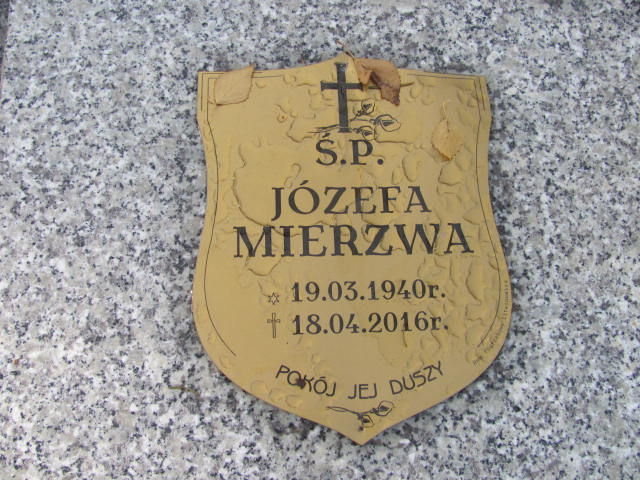 Ś.P.
JÓZEFA
MIERZWA
19.03.1940r.
18.04.2016r.
POKÓJ JEJ DUSZY